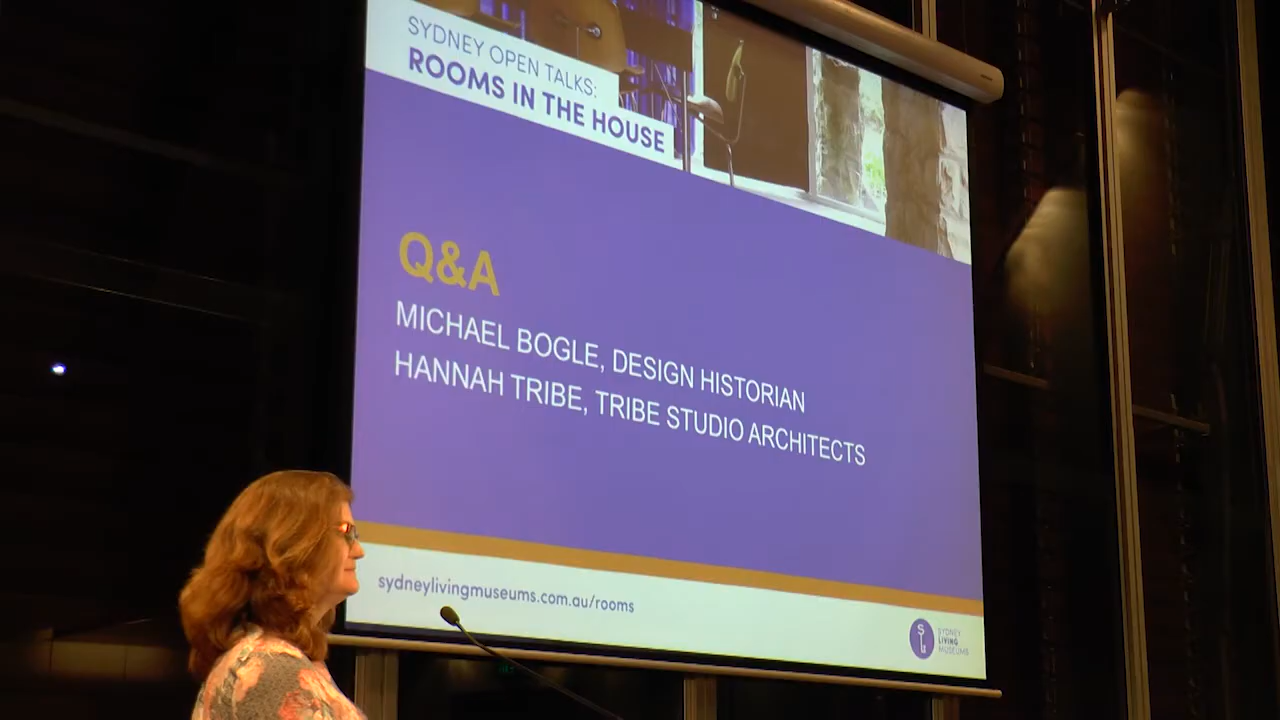 SYDNEY OPEN TALKS:
ROOMS IN THE HOUSE
Q&A
MICHAEL BOGLE, DESIGN HISTORIAN
HANNAH TRIBE, TRIBE STUDIO ARCHITECTS
sydneylivingmuseums.com.au/rooms
SYDNEY
LIVING
MUSEUMS